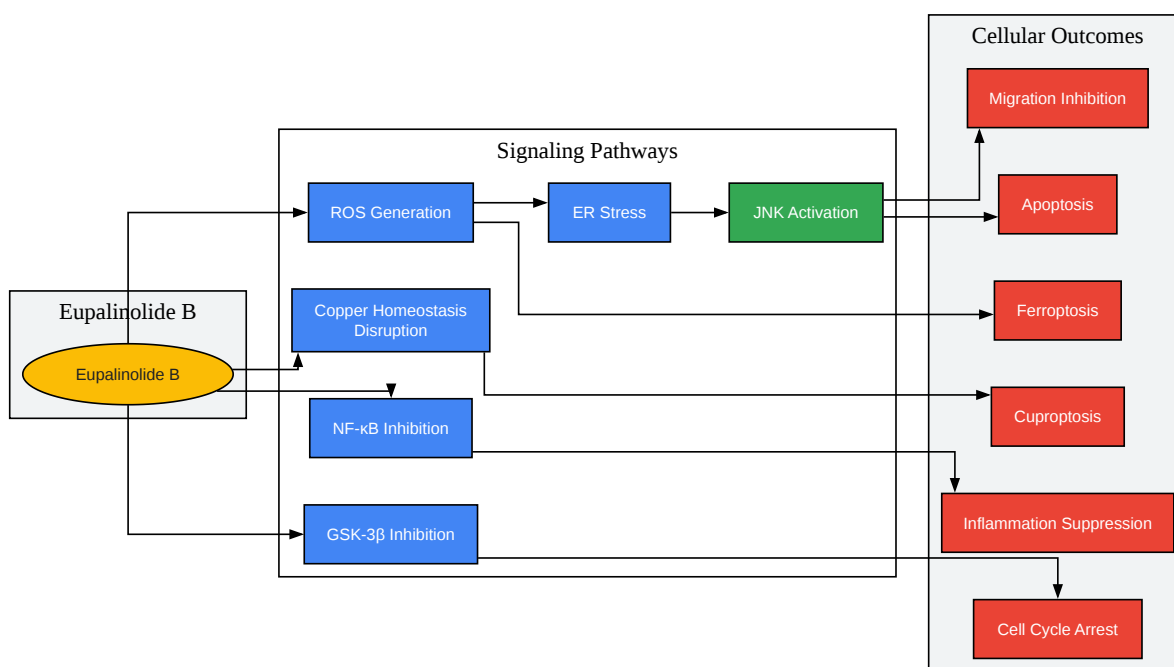 Cellular Outcomes
Migration Inhibition
Signaling Pathways
ROS Generation
ER Stress
JNK Activation
Apoptosis
Eupalinolide B
Copper Homeostasis
Disruption
Ferroptosis
Eupalinolide B
NF-κB Inhibition
Cuproptosis
GSK-3β Inhibition
Inflammation Suppression
Cell Cycle Arrest